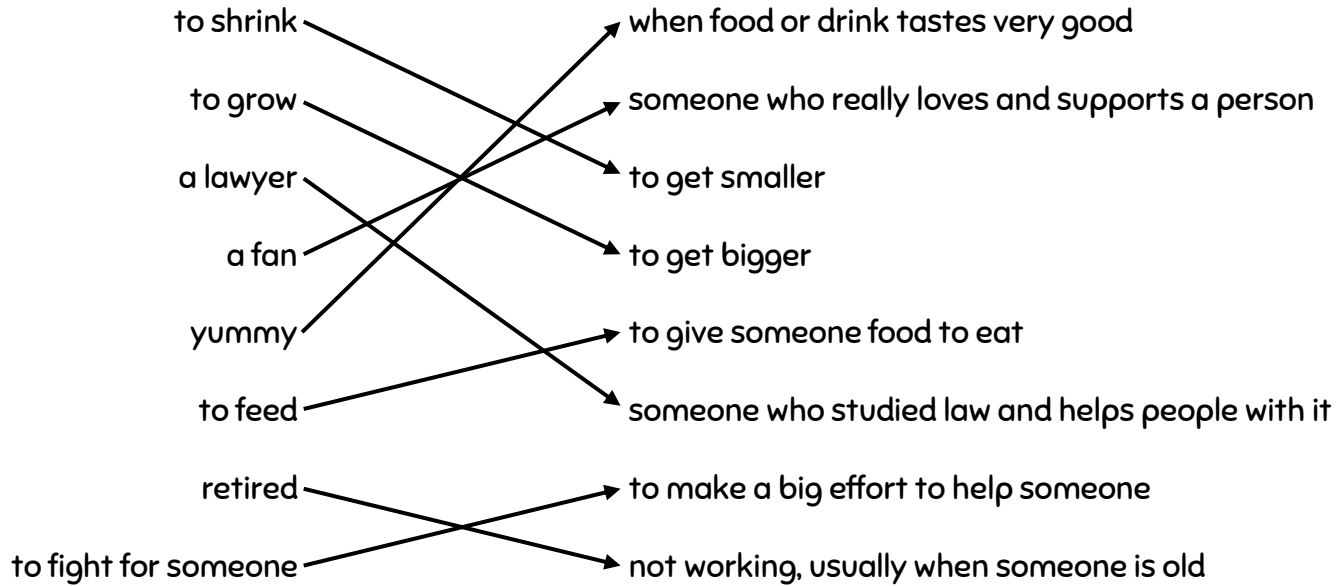 to shrink
to grow
a lawyer
a fan
yummy
to feed
retired
to fight for someone
when food or drink tastes very good
someone who really loves and supports a person
to get smaller
to get bigger
to give someone food to eat
someone who studied law and helps people with it
to make a big effort to help someone
not working, usually when someone is old